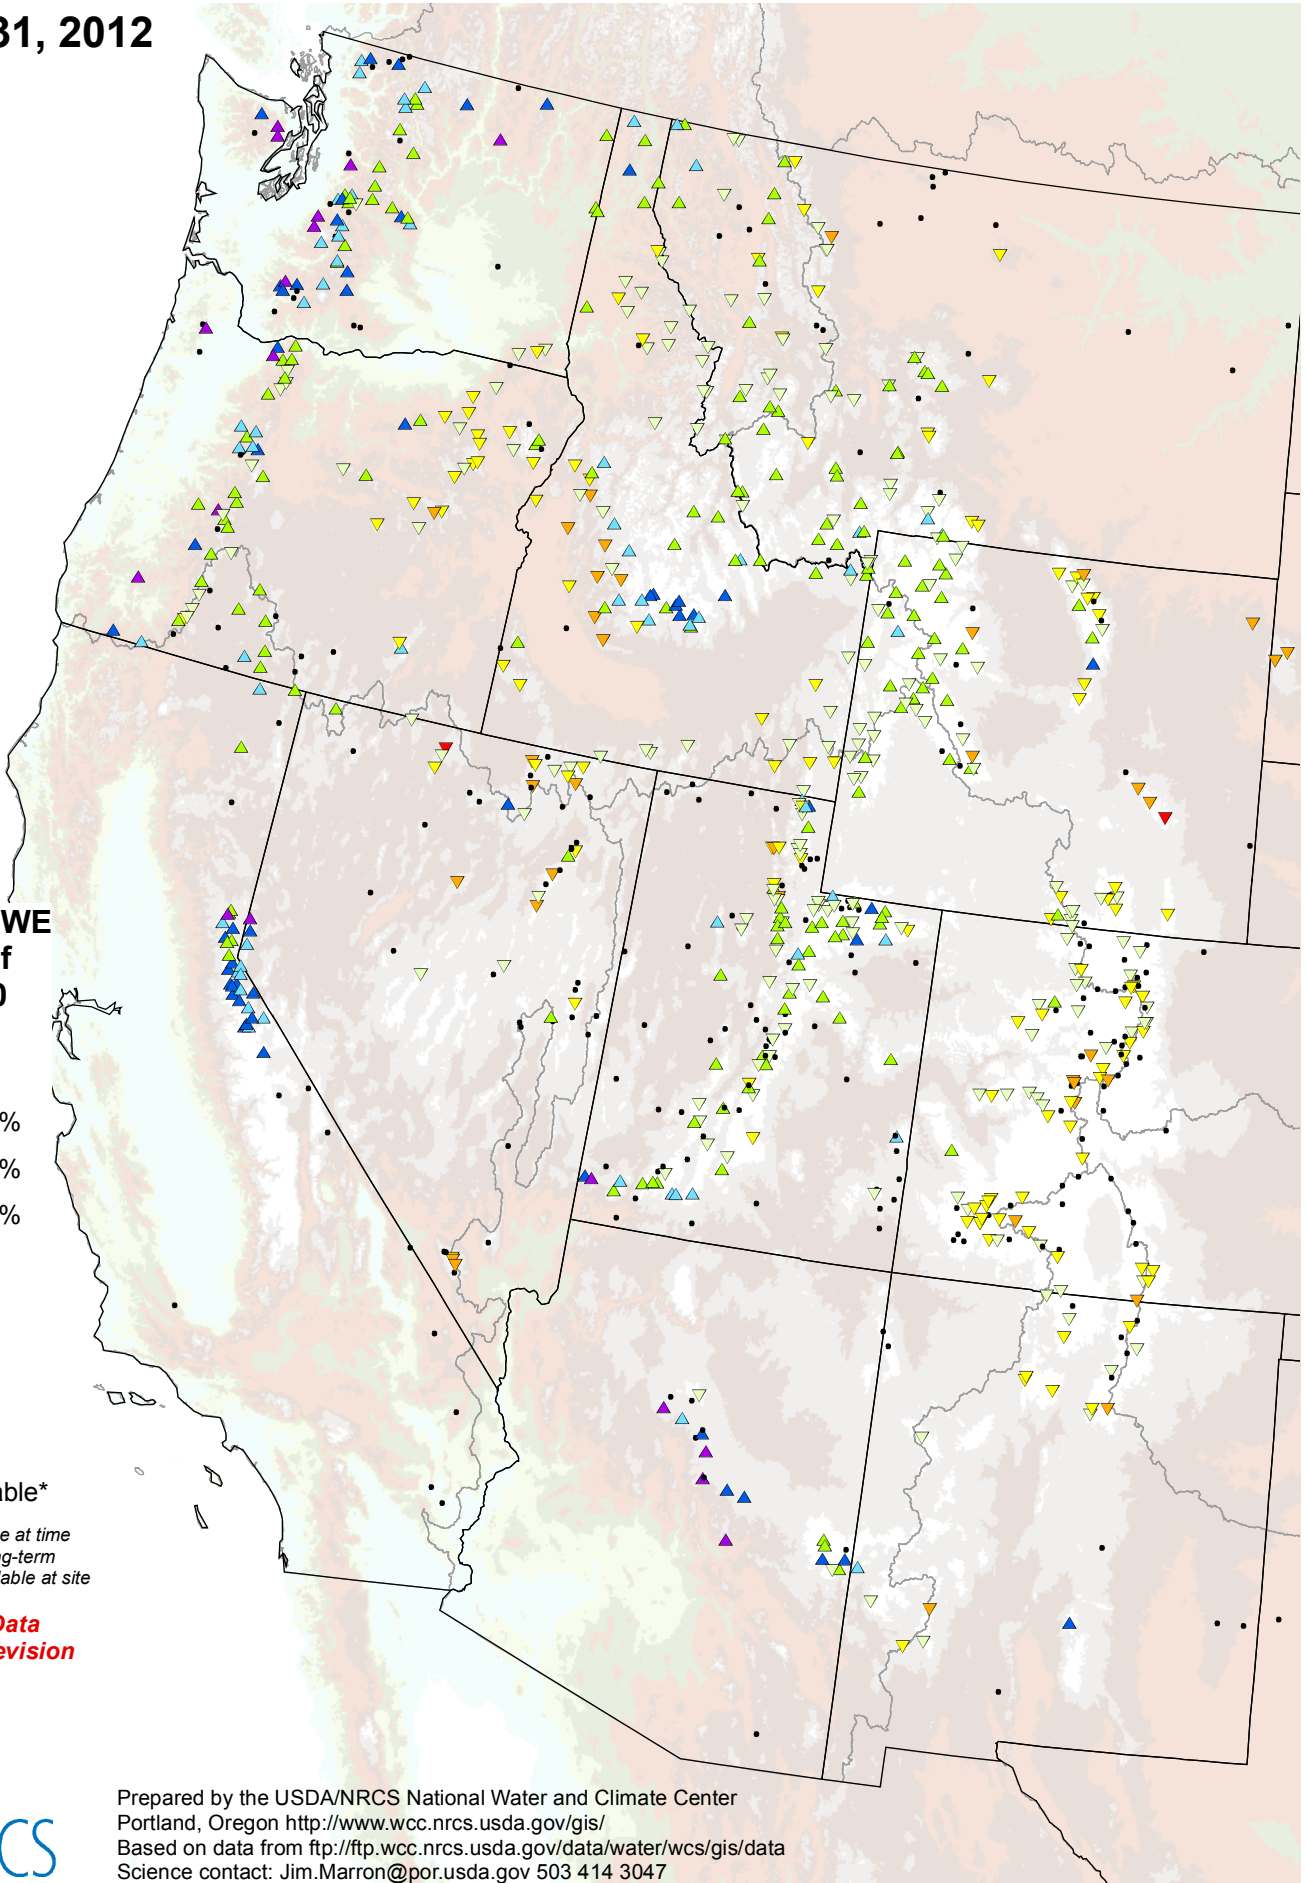 31, 2012
WE
f
0
%
%
%
able*
e at time
ng-term
lable at site
Data
evision
CS
Prepared by the USDA/NRCS National Water and Climate Center
Portland, Oregon http://www.wcc.nrcs.usda.gov/gis/
Based on data from ftp://ftp.wcc.nrcs.usda.gov/data/water/wcs/gis/data
Science contact: Jim.Marron@por.usda.gov 503 414 3047